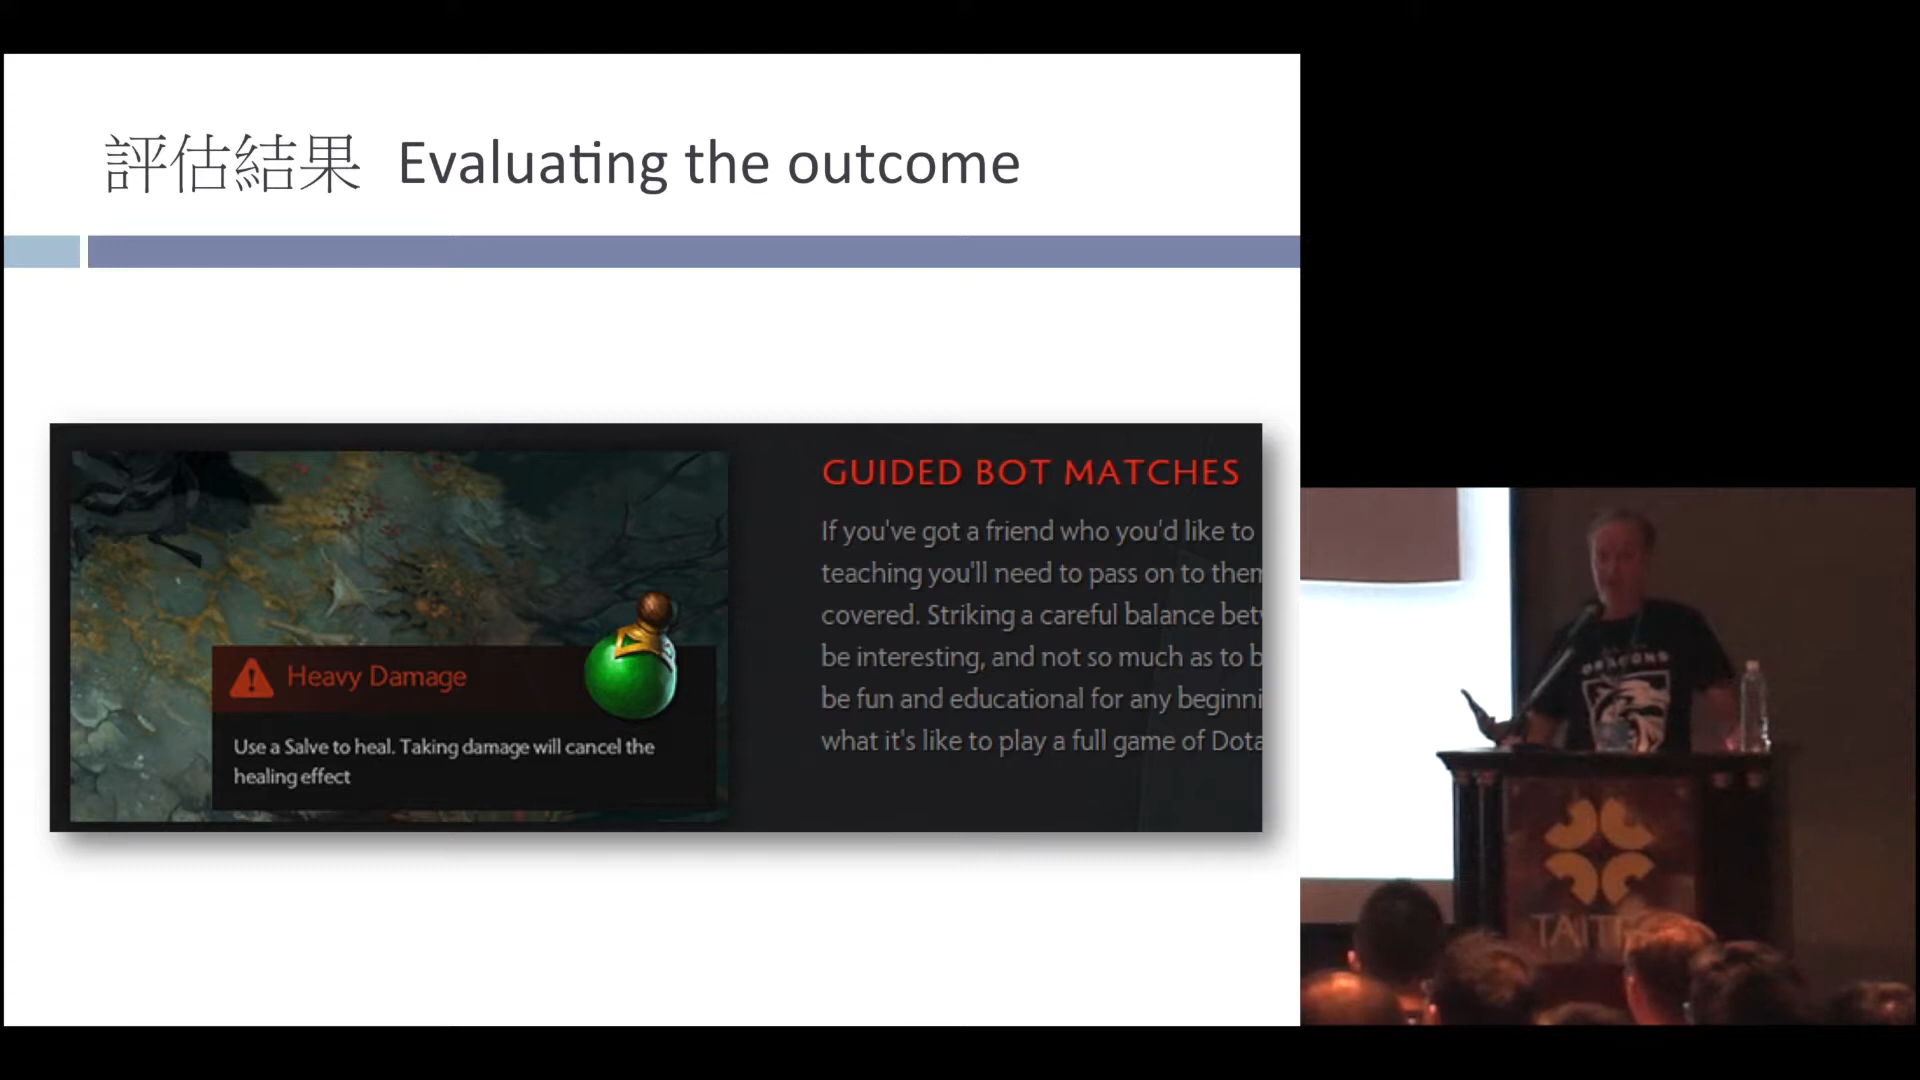 評估結果 Evaluating the outcome
GUIDED BOT MATCHES
If you've got a friend who you'd like to
teaching you'll need to pass on to them
covered. Striking a careful balance bet
be interesting, and not so much as to b
be fun and educational for any beginni
what it's like to play a full game of Dota
Heavy Damage
Use a Salve to heal. Taking damage will cancel the
healing effect
DRAGONS